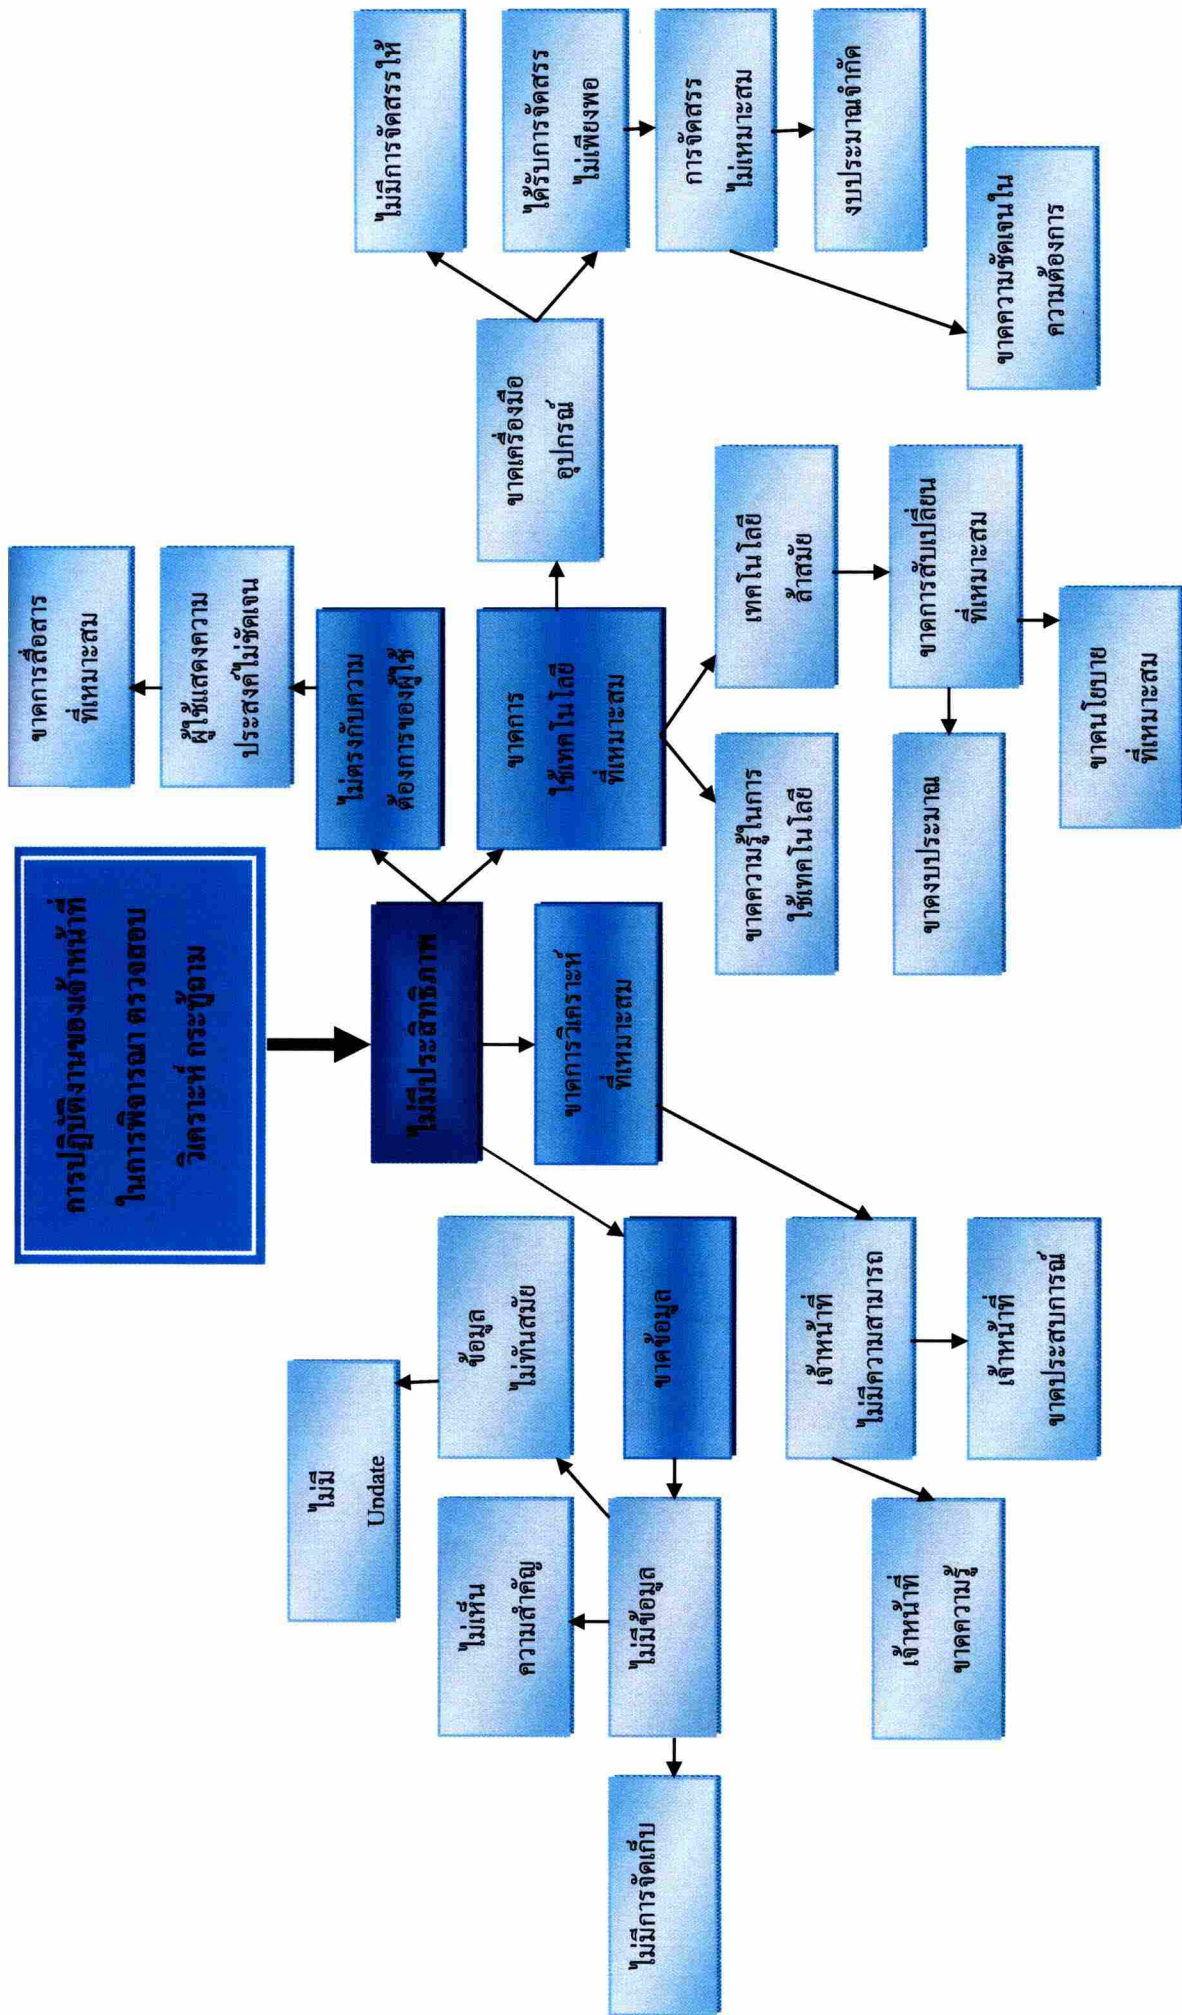 การปฏิบัติงานของเจ้าหน้าที่
ในการพิจารณา ตรวจสอบ
วิเคราะห์ กระทู้ถาม
ไม่มีประสิทธิภาพ
ไม่ตรงกับความ
ต้องการของผู้ใช้
ผู้ใช้แสดงความ
ประสงค์ไม่ชัดเจน
ขาดการสื่อสาร
ที่เหมาะสม
ขาดการ
ใช้เทคโนโลยี
ที่เหมาะสม
ขาดเครื่องมือ
อุปกรณ์
ไม่มีการจัดสรรให้
ได้รับการจัดสรร
ไม่เพียงพอ
การจัดสรร
ไม่เหมาะสม
งบประมาณจำกัด
ขาดความชัดเจนใน
ความต้องการ
เทคโนโลยี
ล้าสมัย
ขาดการสับเปลี่ยน
ที่เหมาะสม
ขาดนโยบาย
ที่เหมาะสม
ขาดงบประมาณ
ขาดความรู้ในการ
ใช้เทคโนโลยี
ขาดการวิเคราะห์
ที่เหมาะสม
เจ้าหน้าที่
ไม่มีความสามารถ
เจ้าหน้าที่
ขาดประสบการณ์
เจ้าหน้าที่
ขาดความรู้
ขาดข้อมูล
ไม่มีข้อมูล
ข้อมูล
ไม่ทันสมัย
ไม่มี
Undate
ไม่เห็น
ความสำคัญ
ไม่มีการจัดเก็บ